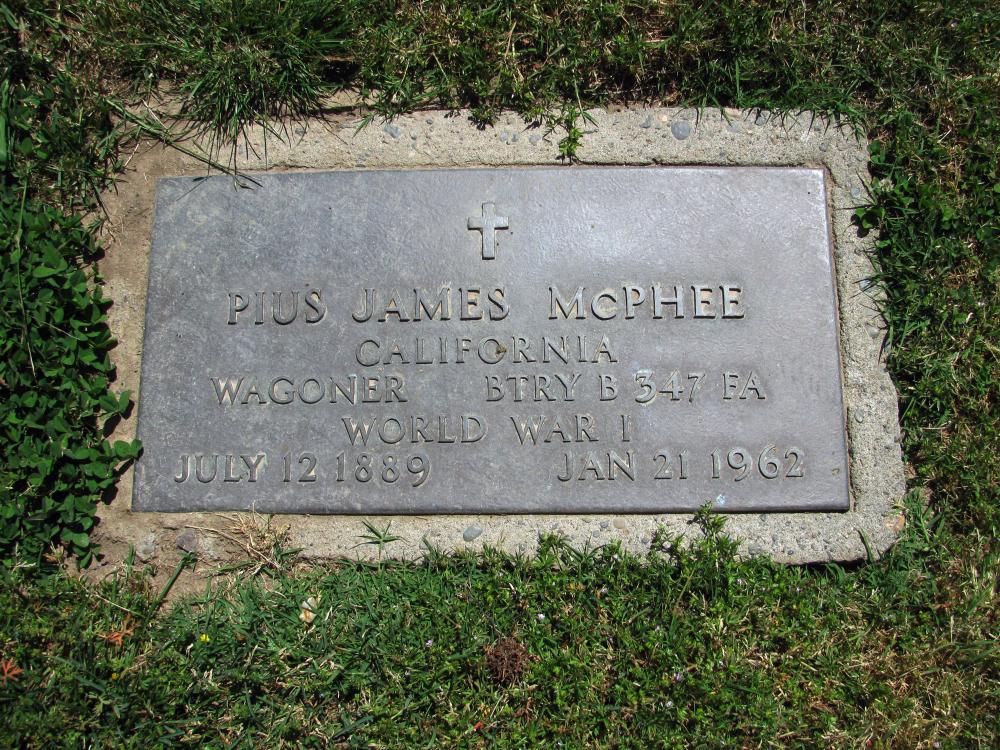 PIUS JAMES McPHEE
CALIFORNIA
WAGONER BTRY B 347 FA
WORLD WAR I
JULY 12 1889 JAN 21 1962